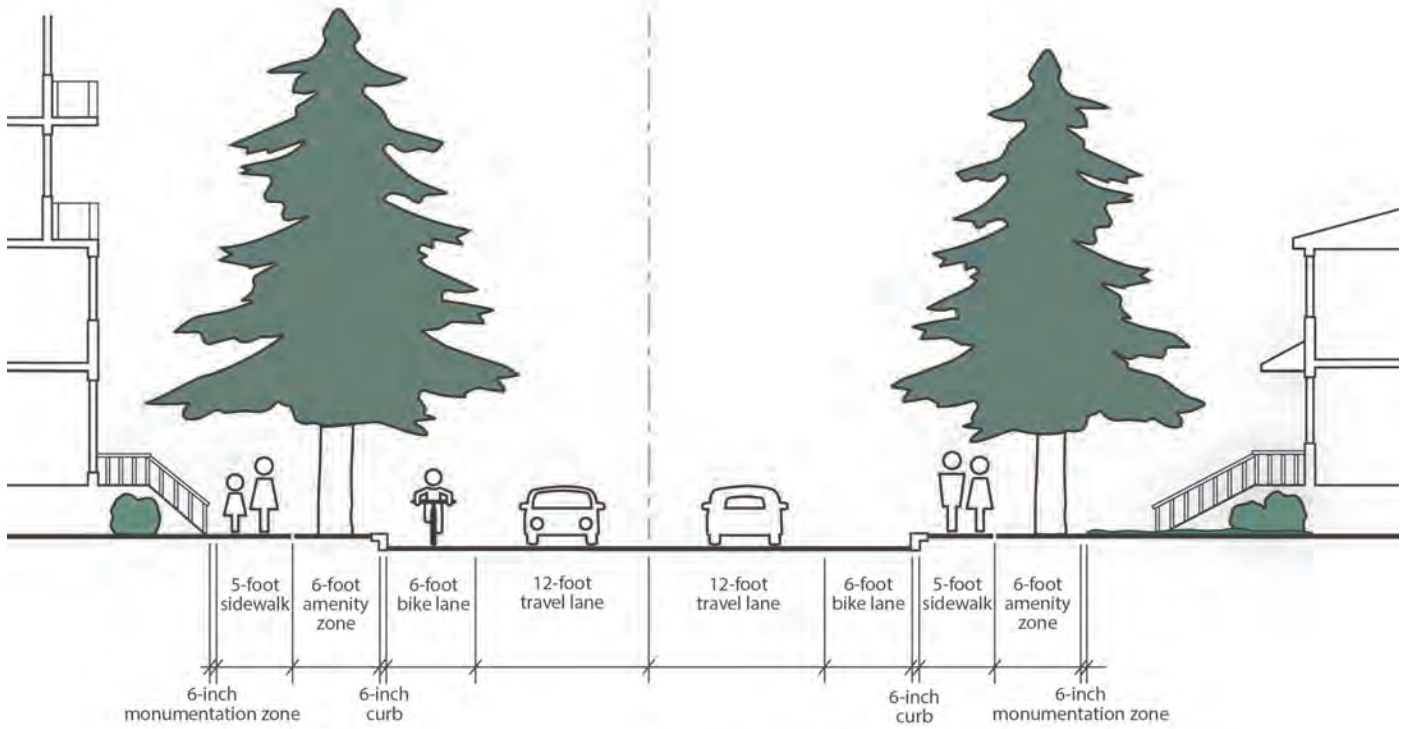 5-foot
sidewalk
6-foot
amenity
zone
6-foot
bike lane
12-foot
travel lane
12-foot
travel lane
6-foot
bike lane
5-foot
sidewalk
6-foot
amenity
zone
6-inch
monumentation zone
6-inch
curb
6-inch
curb
6-inch
monumentation zone